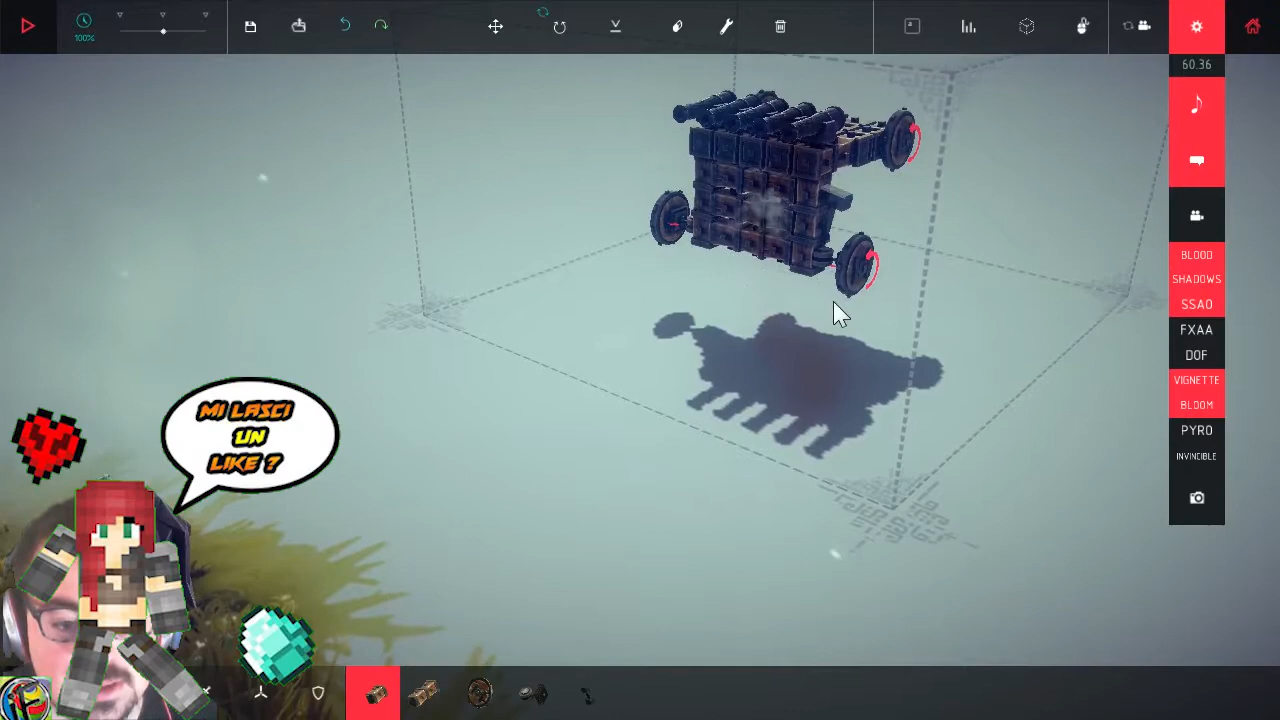 100%
60.36
BLOOD
SHADOWS
SSAO
FXAA
DOF
VIGNETTE
BLOOM
PYRO
INVINCIBLE
MI LASCI
UN
LIKE ?